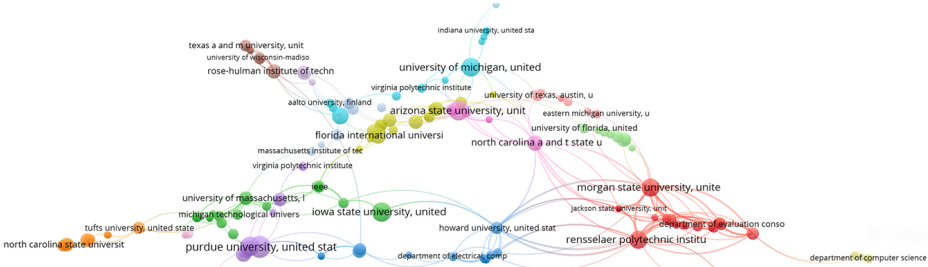 indiana university, united sta
texas a and m university, unit
university of wisconsin-madiso
rose-hulman institute of techn
university of michigan, united
virginia polytechnic institute
aalto university, finland
university of texas, austin, u
arizona state university, unit
eastern michigan university, u
university of florida, united
florida international universi
north carolina a and t state u
massachusetts institute of tec
virginia polytechnic institute
ieee
morgan state university, unite
university of massachusetts, l
jackson state university, unit
iowa state university, united
michigan technological univers
department of evaluation conso
tufts university, united state
howard university, united stat
north carolina state universit
rensselaer polytechnic institu
purdue university, united stat
department of electrical, comp
department of computer science